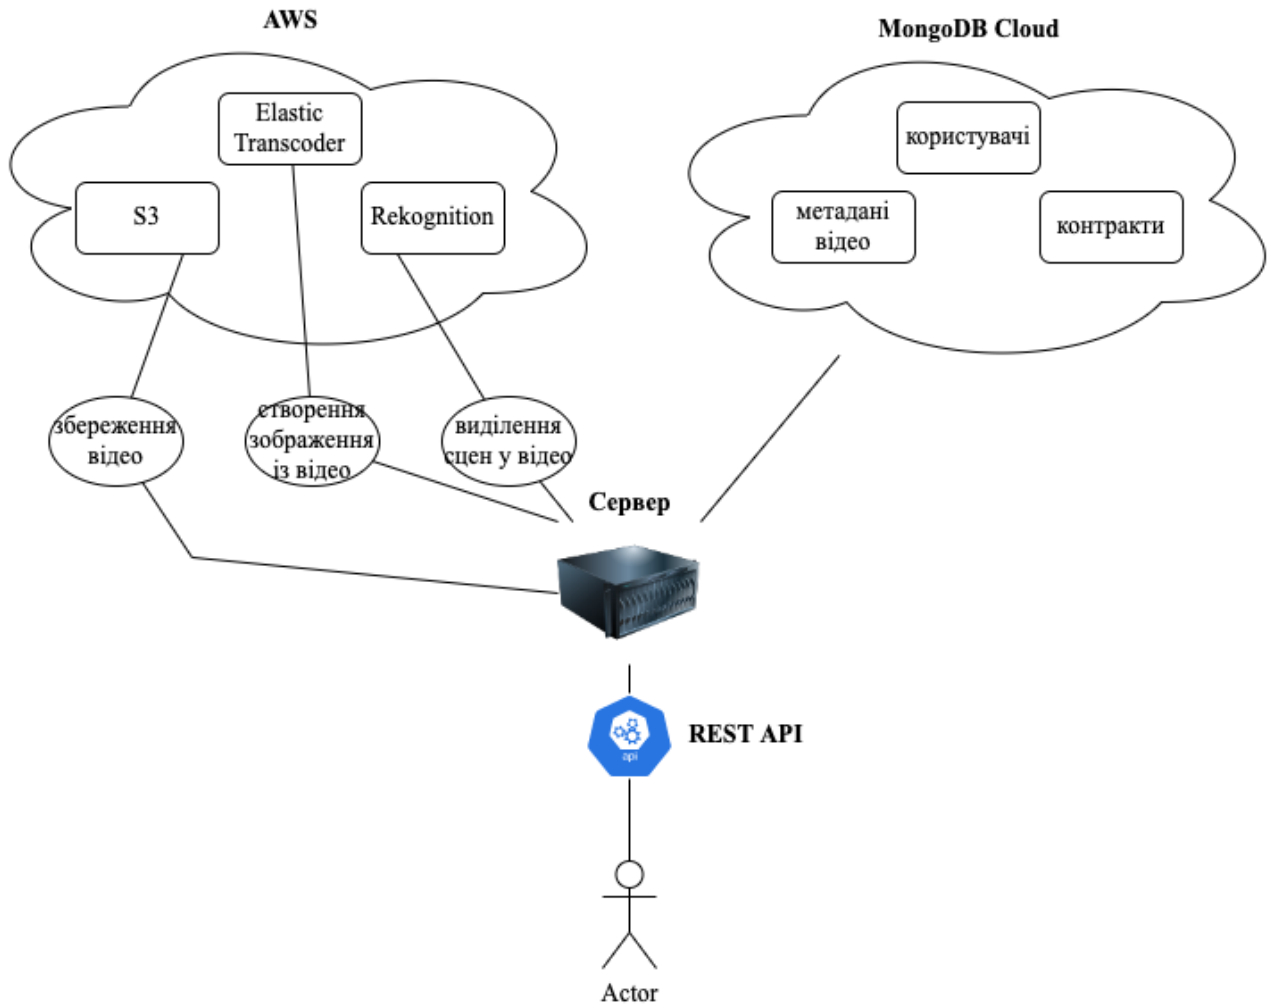 AWS
MongoDB Cloud
Elastic
Transcoder
S3
Rekognition
користувачі
метадані
відео
контракти
збереження
відео
створення
зображення
із відео
виділення
сцен у відео
Сервер
api
REST API
Actor